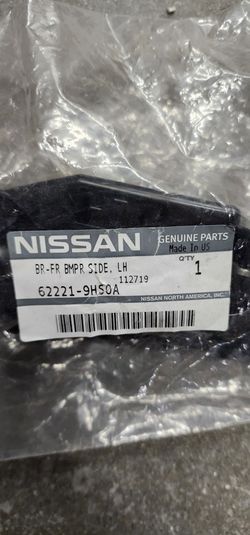 NISSAN GENUINE PARTS
Made In US
BR-FR BMPR SIDE, LH
112719
Q'TY
1
62221-9HS0A
NISSAN NORTH AMERICA, INC.